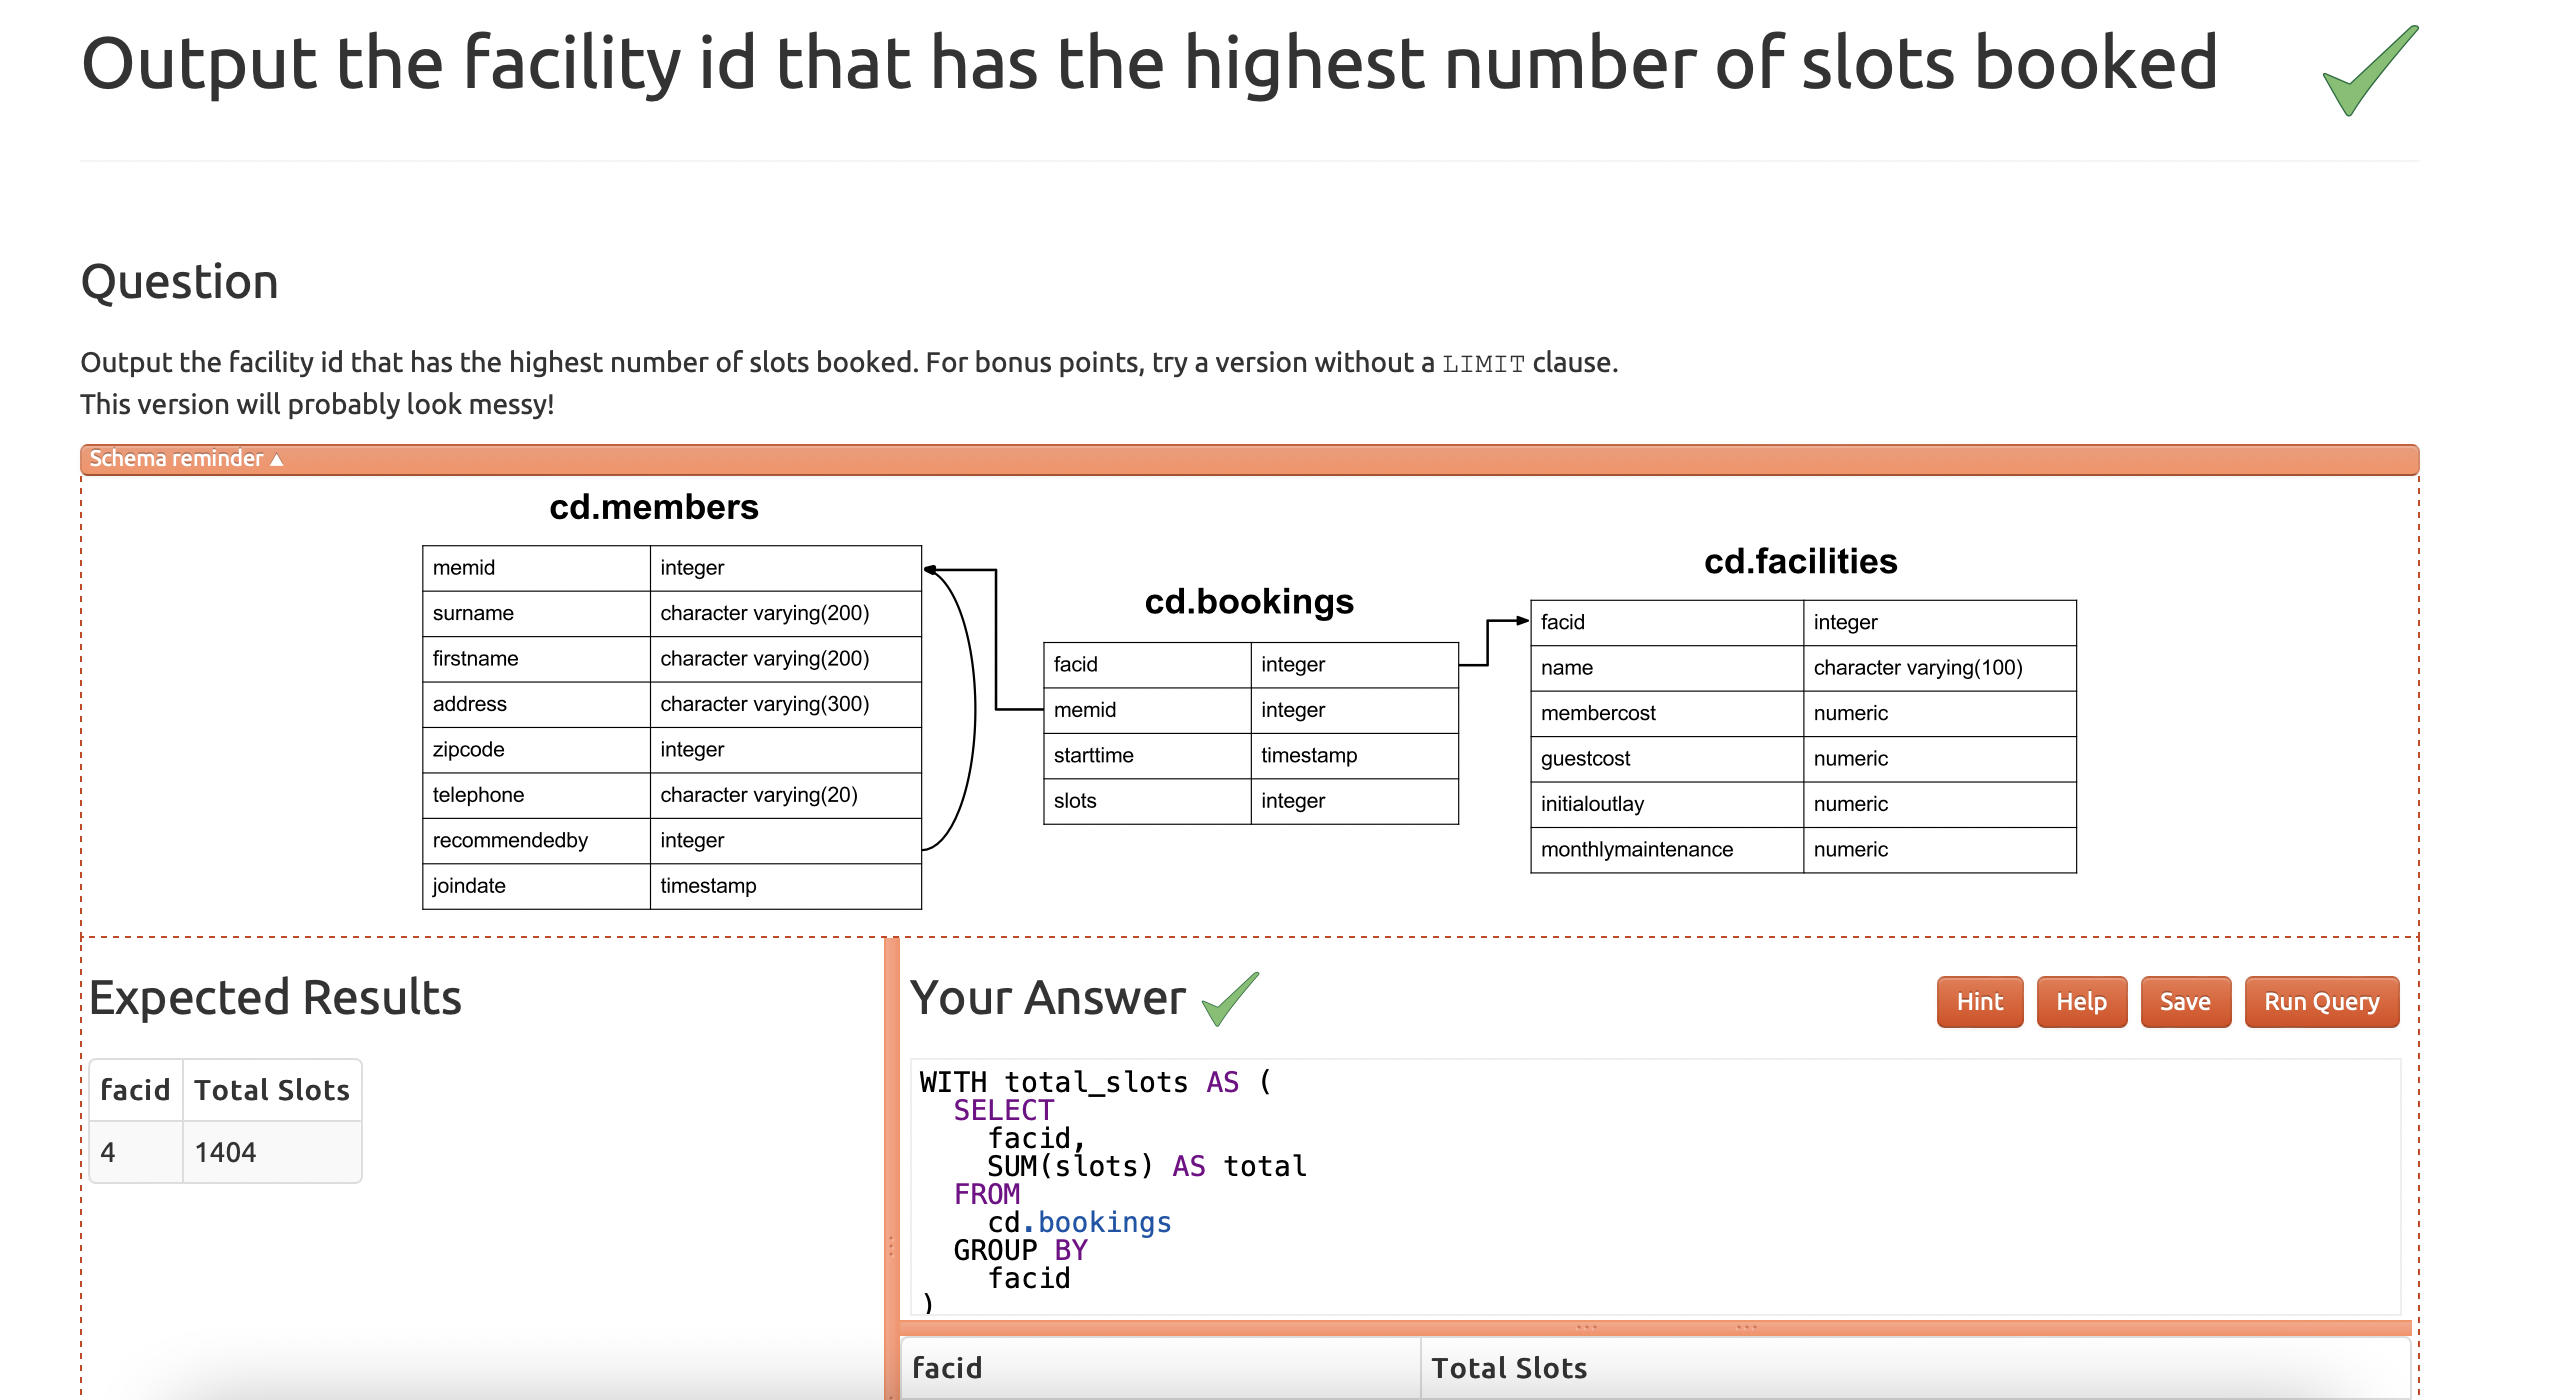 Output the facility id that has the highest number of slots booked
Question
Output the facility id that has the highest number of slots booked. For bonus points, try a version without a LIMIT clause.
This version will probably look messy!
Schema reminder ▲
cd.members
memid integer
surname character varying(200)
firstname character varying(200)
address character varying(300)
zipcode integer
telephone character varying(20)
recommendedby integer
joindate timestamp
cd.bookings
facid integer
memid integer
starttime timestamp
slots integer
cd.facilities
facid integer
name character varying(100)
membercost numeric
guestcost numeric
initialoutlay numeric
monthlymaintenance numeric
Expected Results
facid Total Slots
4 1404
Your Answer
Hint Help Save Run Query
WITH total_slots AS (
  SELECT
    facid,
    SUM(slots) AS total
  FROM
    cd.bookings
  GROUP BY
    facid
)
facid Total Slots